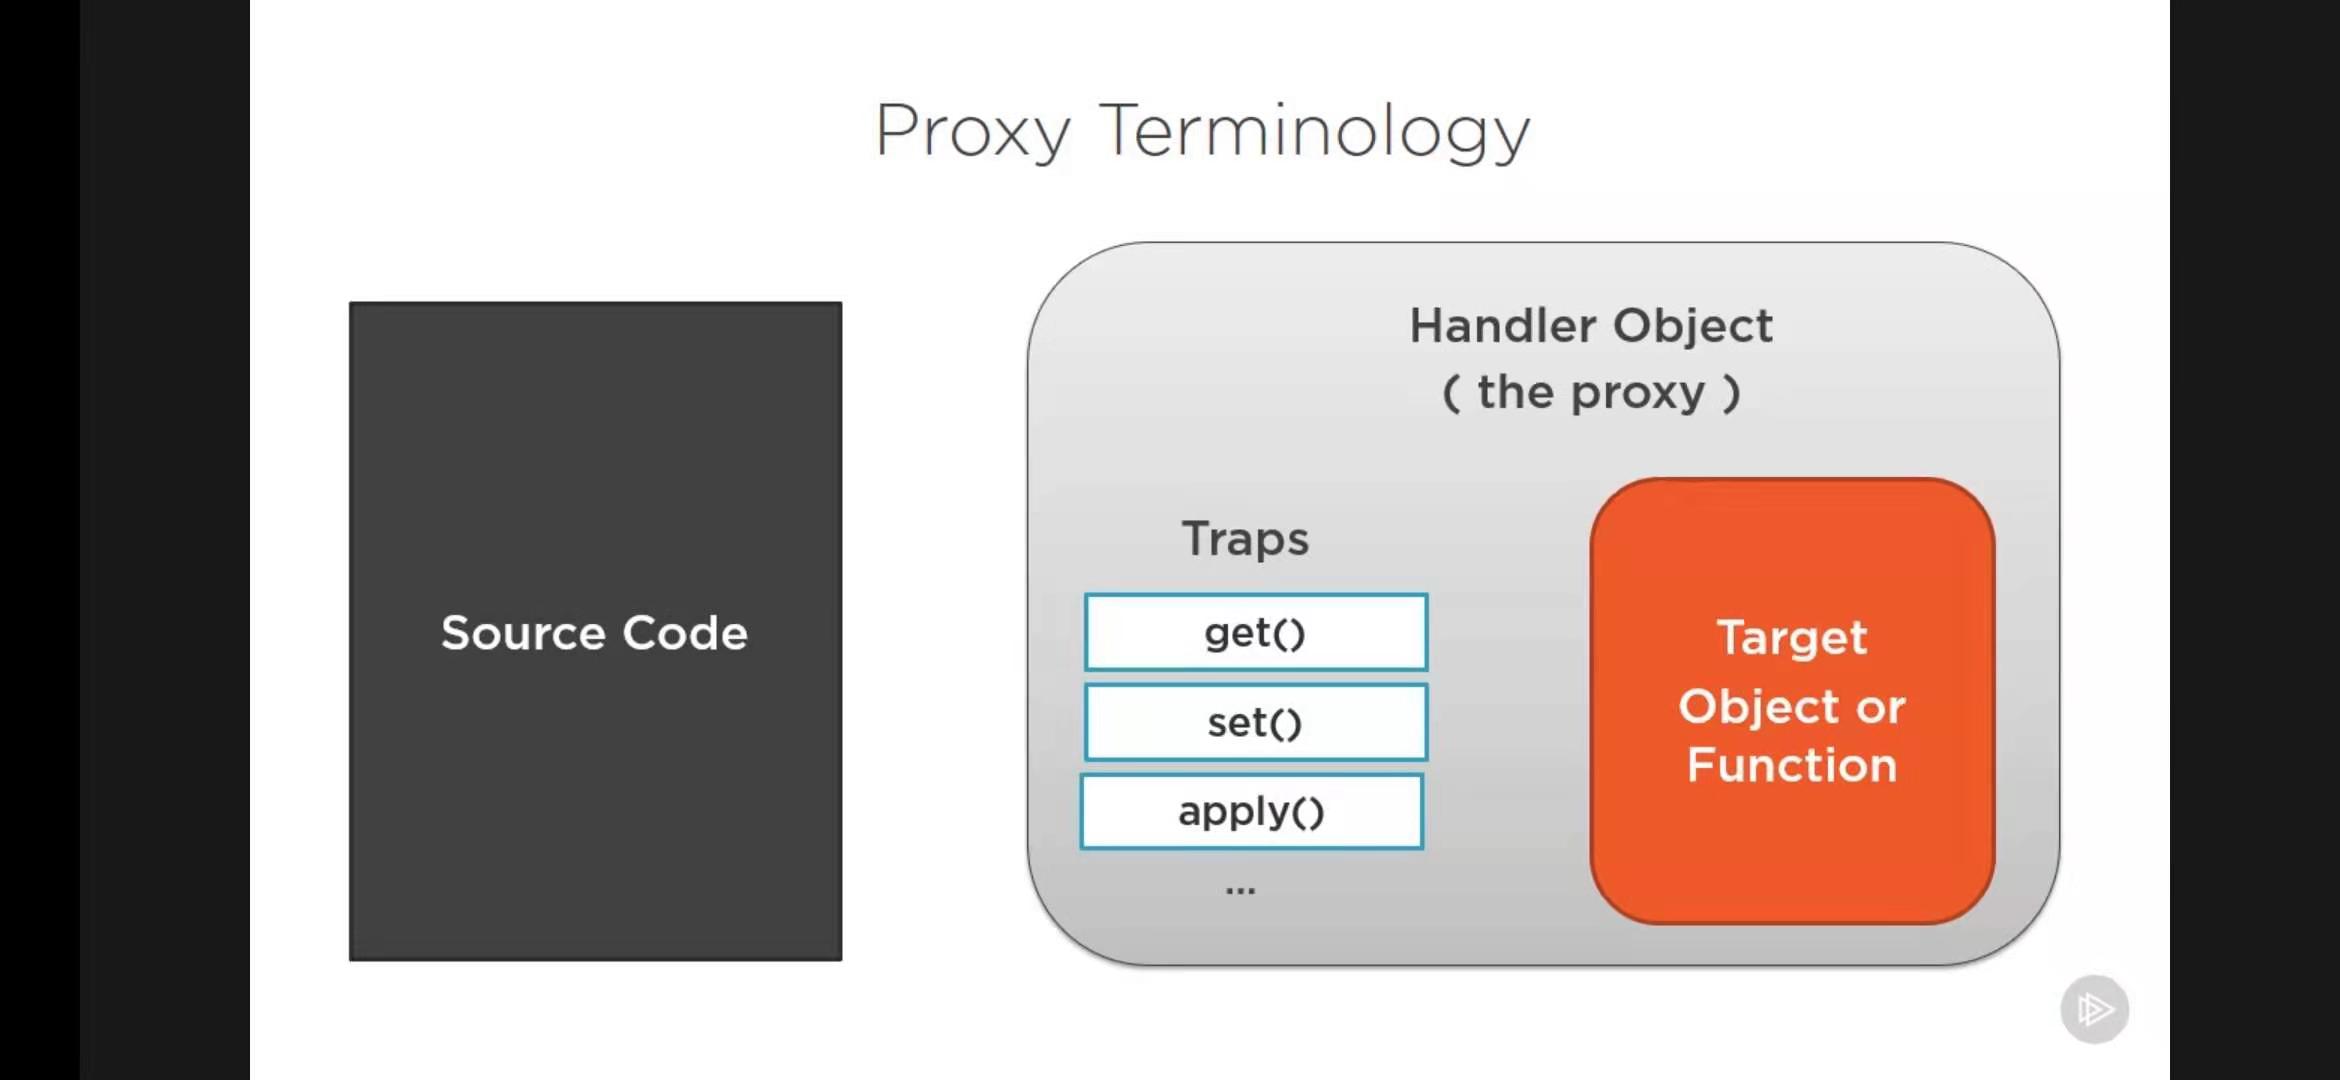 Proxy Terminology
Source Code
Handler Object
( the proxy )
Traps
get()
set()
apply()
...
Target
Object or
Function